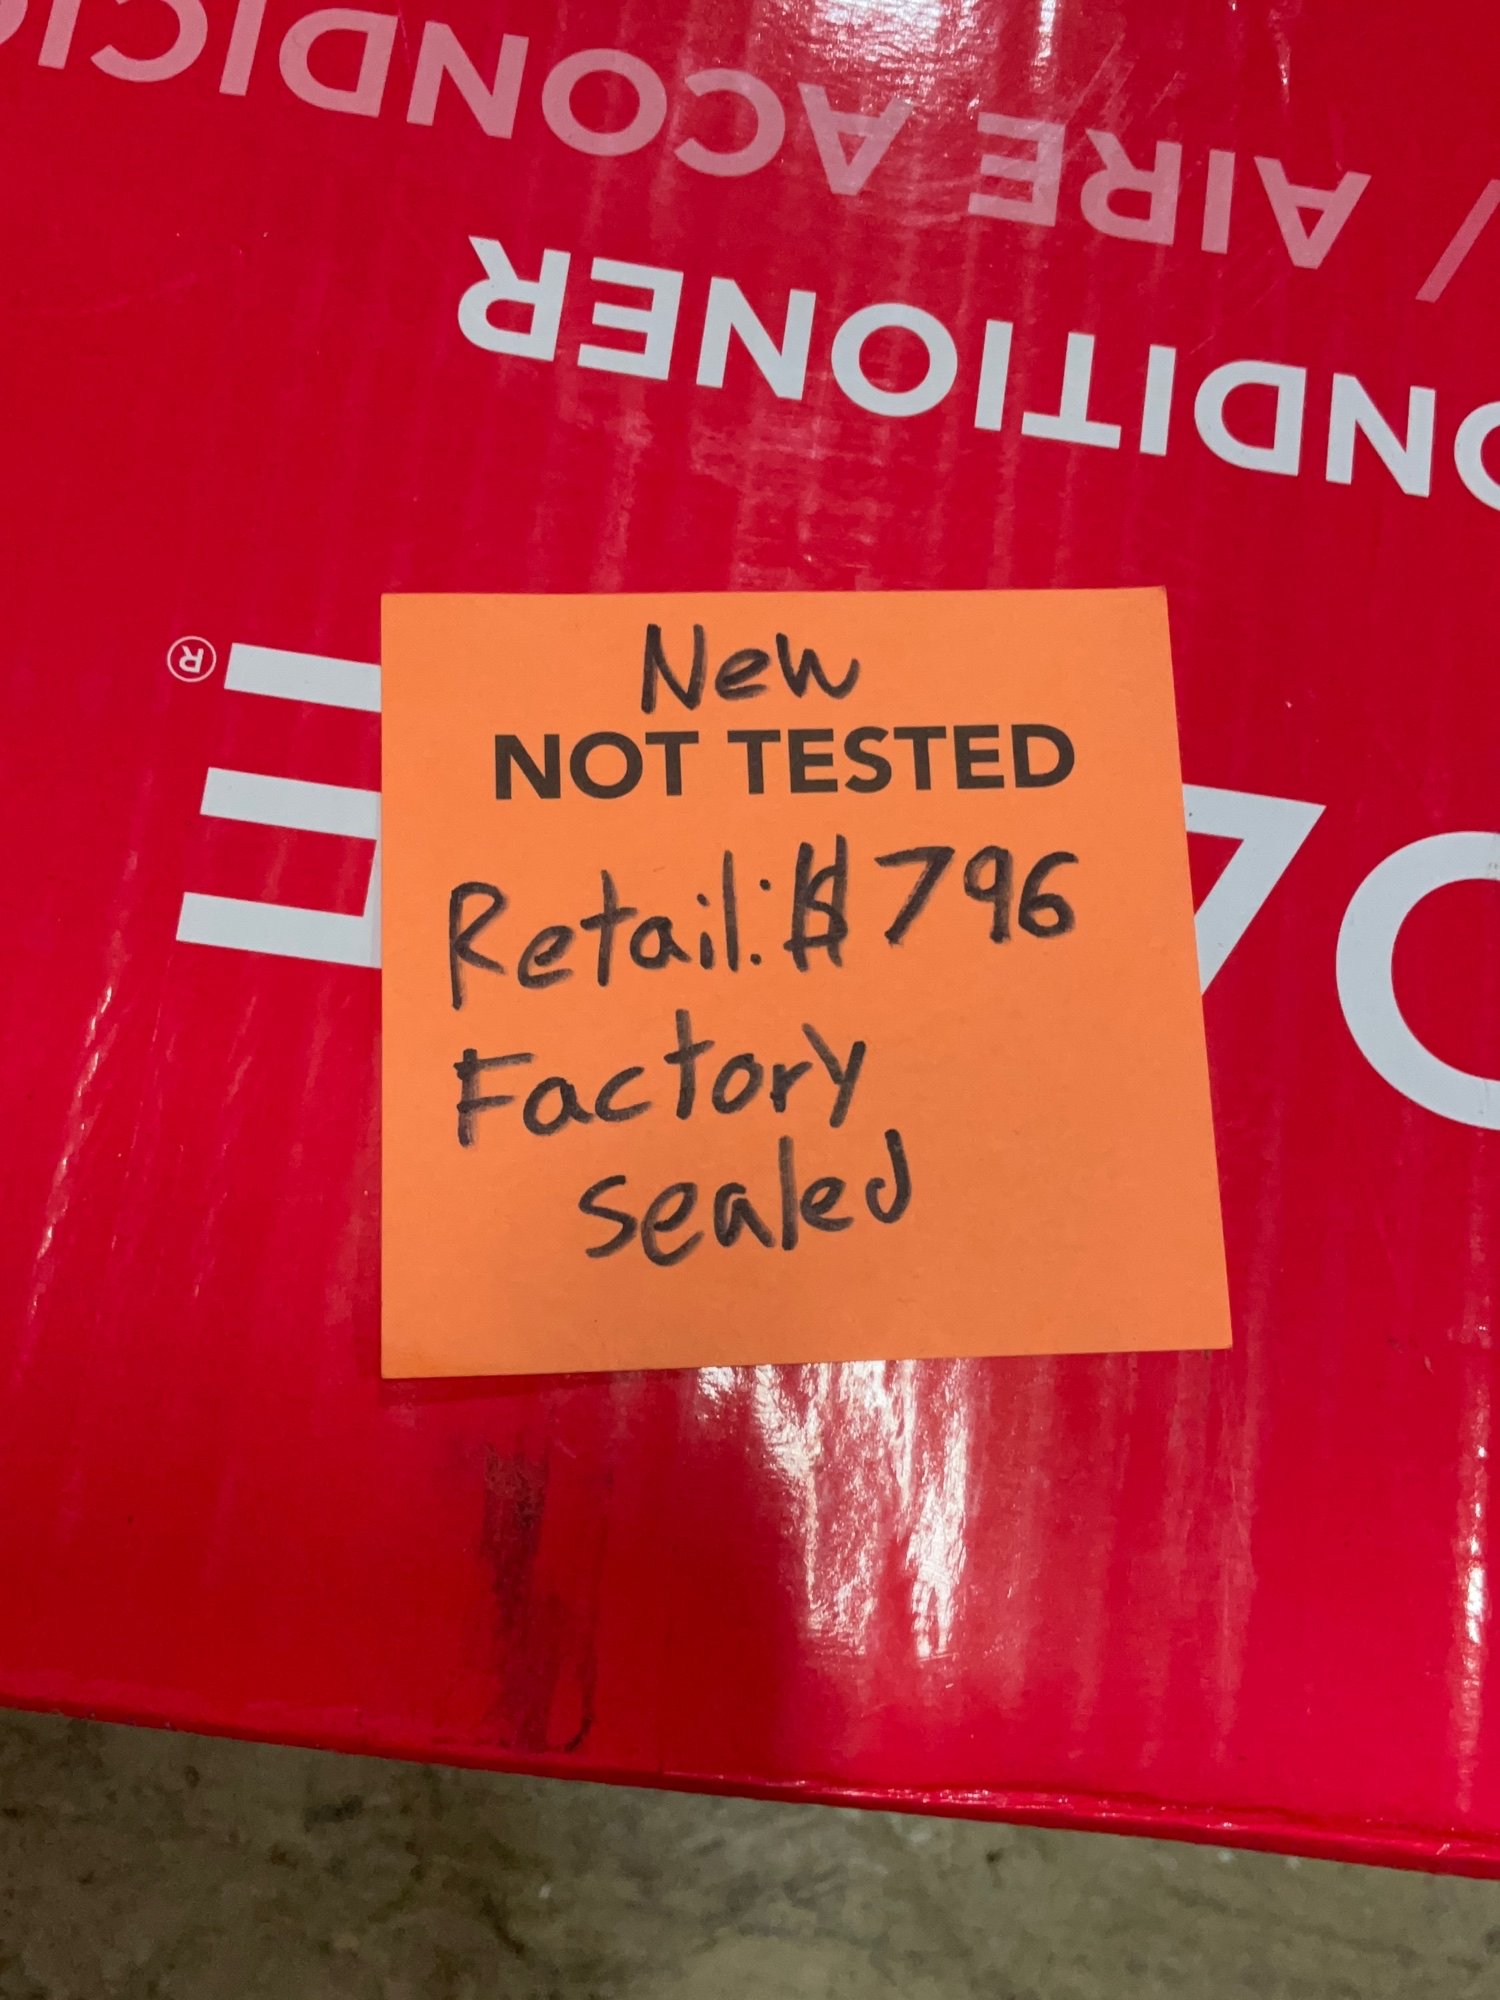 New
NOT TESTED
Retail: $796
Factory
sealed
/ AIRE ACONDICI
ONDITIONER
®